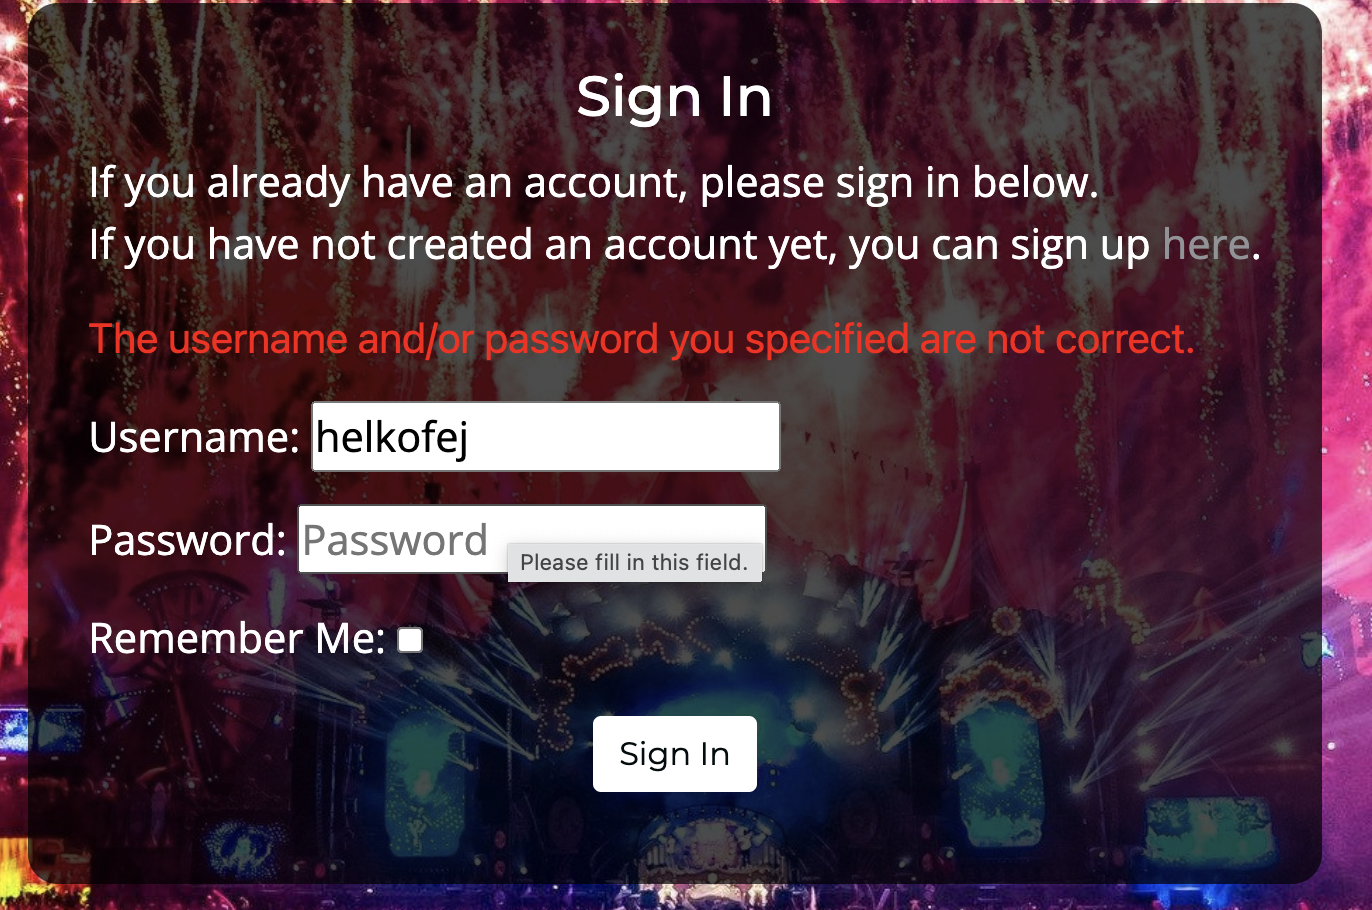 Sign In
If you already have an account, please sign in below.
If you have not created an account yet, you can sign up here.
The username and/or password you specified are not correct.
Username: helkofej
Password: Password
Please fill in this field.
Remember Me:
Sign In